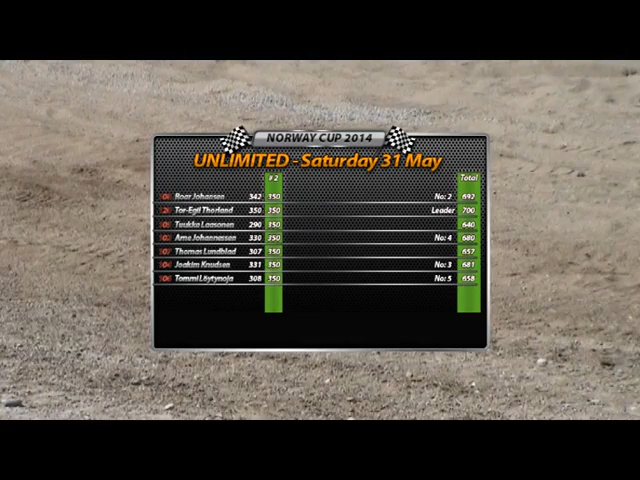 NORWAY CUP 2014
UNLIMITED - Saturday 31 May
#2 Total
Roar Johansen 342 350 No: 2 692
Tor-Egil Thorland 350 350 Leader 700
Tuukka Laasonen 290 350 640
Arne Johannessen 330 350 No: 4 680
Thomas Lundblad 307 350 657
Joakim Knudsen 331 350 No: 3 681
Tommi Löytynoja 308 350 No: 5 658